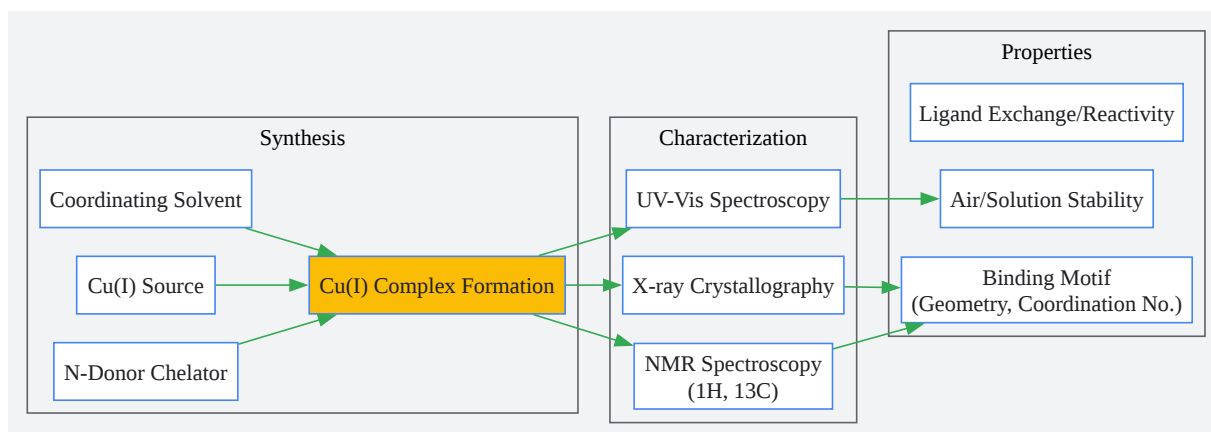 Synthesis
Coordinating Solvent
Cu(I) Source
N-Donor Chelator
Cu(I) Complex Formation
Characterization
UV-Vis Spectroscopy
X-ray Crystallography
NMR Spectroscopy
(1H, 13C)
Properties
Ligand Exchange/Reactivity
Air/Solution Stability
Binding Motif
(Geometry, Coordination No.)